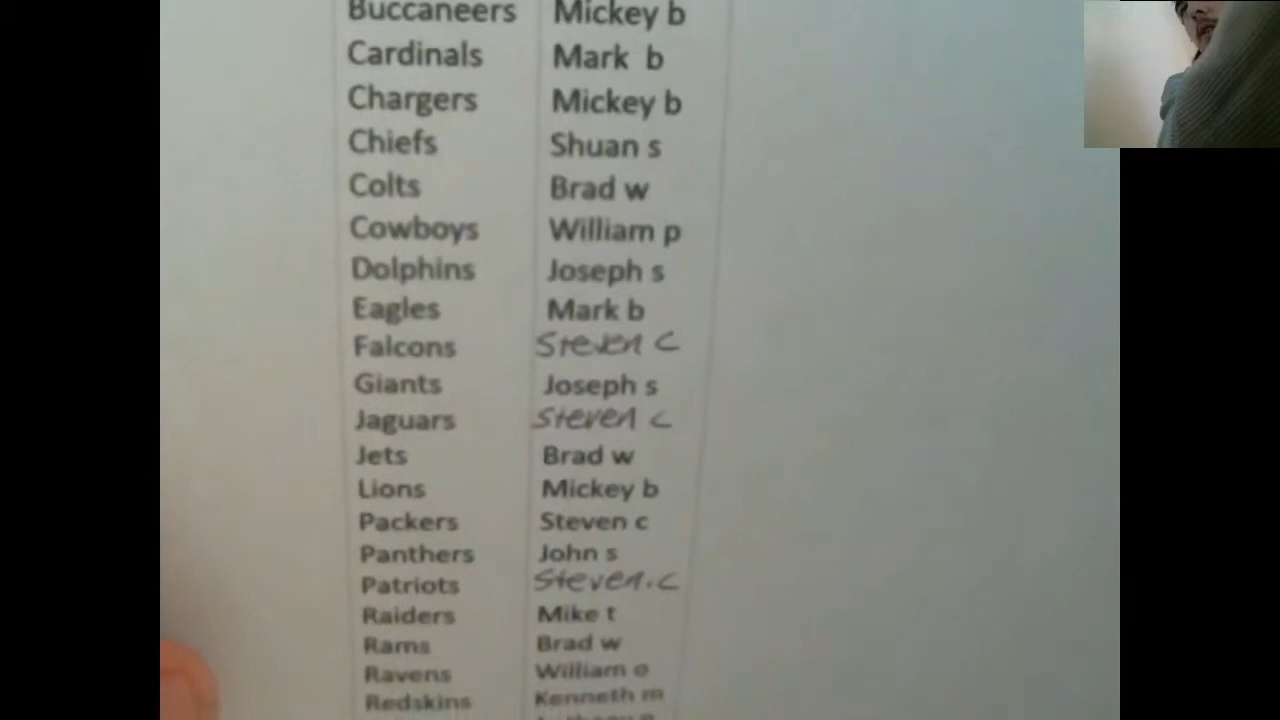 Buccaneers Mickey b
Cardinals Mark b
Chargers Mickey b
Chiefs Shuan s
Colts Brad w
Cowboys William p
Dolphins Joseph s
Eagles Mark b
Falcons Steven C
Giants Joseph s
Jaguars Steven C
Jets Brad w
Lions Mickey b
Packers Steven c
Panthers John s
Patriots Steven.C
Raiders Mike t
Rams Brad w
Ravens William o
Redskins Kenneth m